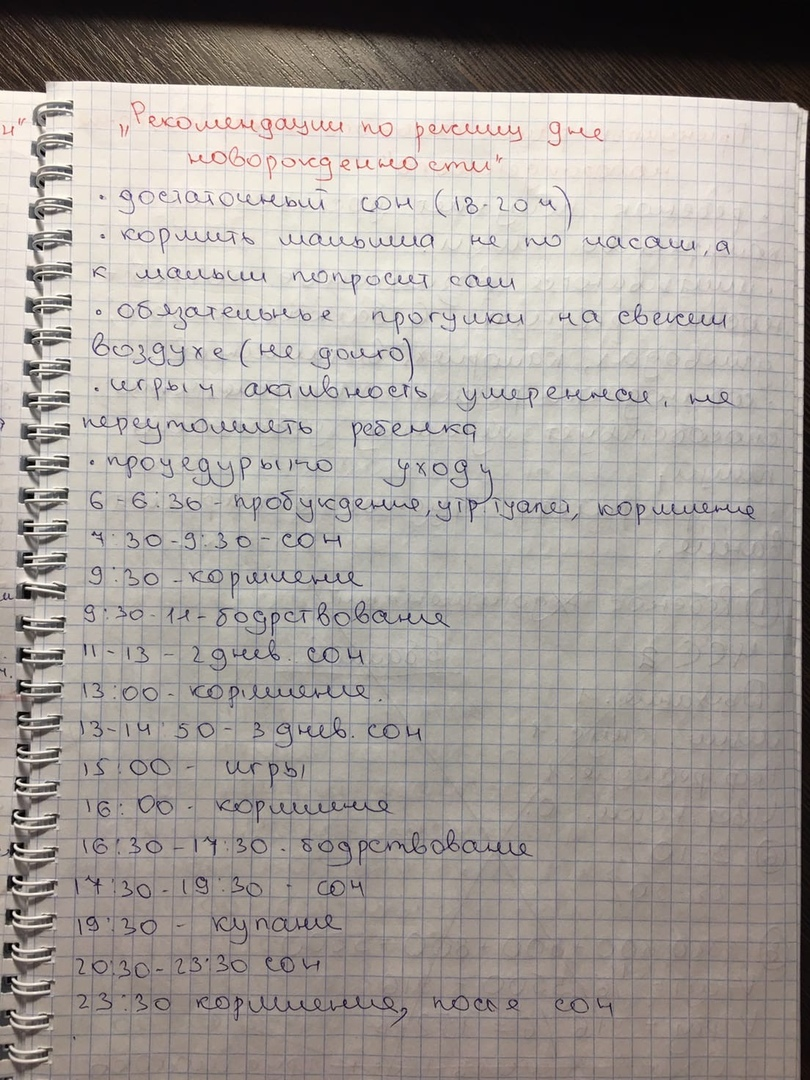 „Рекомендации по режиму дне
новорожденности"
· достаточный сон (18-20ч)
· кормить малыша не по часам, а
к малыш попросит сам
· обязательные прогулки на свежем
воздухе (не долго)
· игры и активность умеренная, не
переутомлять ребенка
· процедуры по уходу
6-6:30 - пробуждение, утр туалет, кормление
7:30-9:30 - сон
9:30 - кормление
9:30-11 - бодрствование
11-13 - 2 днев. сон
13:00 - кормление.
13-14:50 - 3 днев. сон
15:00 - игры
16:00 - кормление
16:30-17:30 - бодрствование
17:30-19:30 - сон
19:30 - купание
20:30-23:30 сон
23:30 кормление, после сон